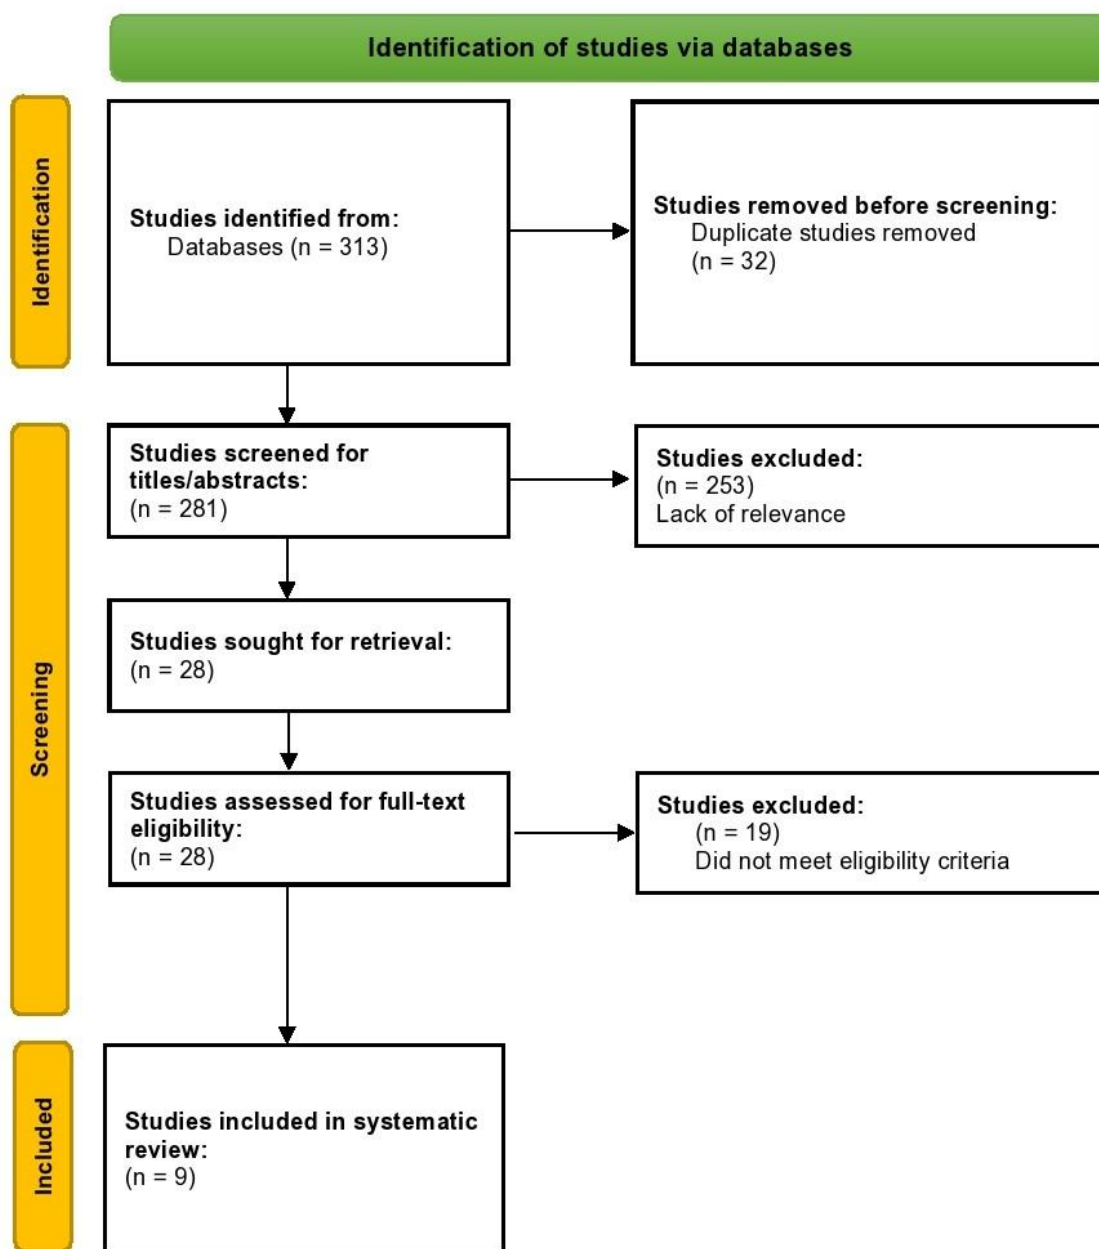 Identification of studies via databases
Identification
Studies identified from:
Databases (n = 313)
Studies removed before screening:
Duplicate studies removed
(n = 32)
Screening
Studies screened for
titles/abstracts:
(n = 281)
Studies excluded:
(n = 253)
Lack of relevance
Studies sought for retrieval:
(n = 28)
Studies assessed for full-text
eligibility:
(n = 28)
Studies excluded:
(n = 19)
Did not meet eligibility criteria
Included
Studies included in systematic
review:
(n = 9)